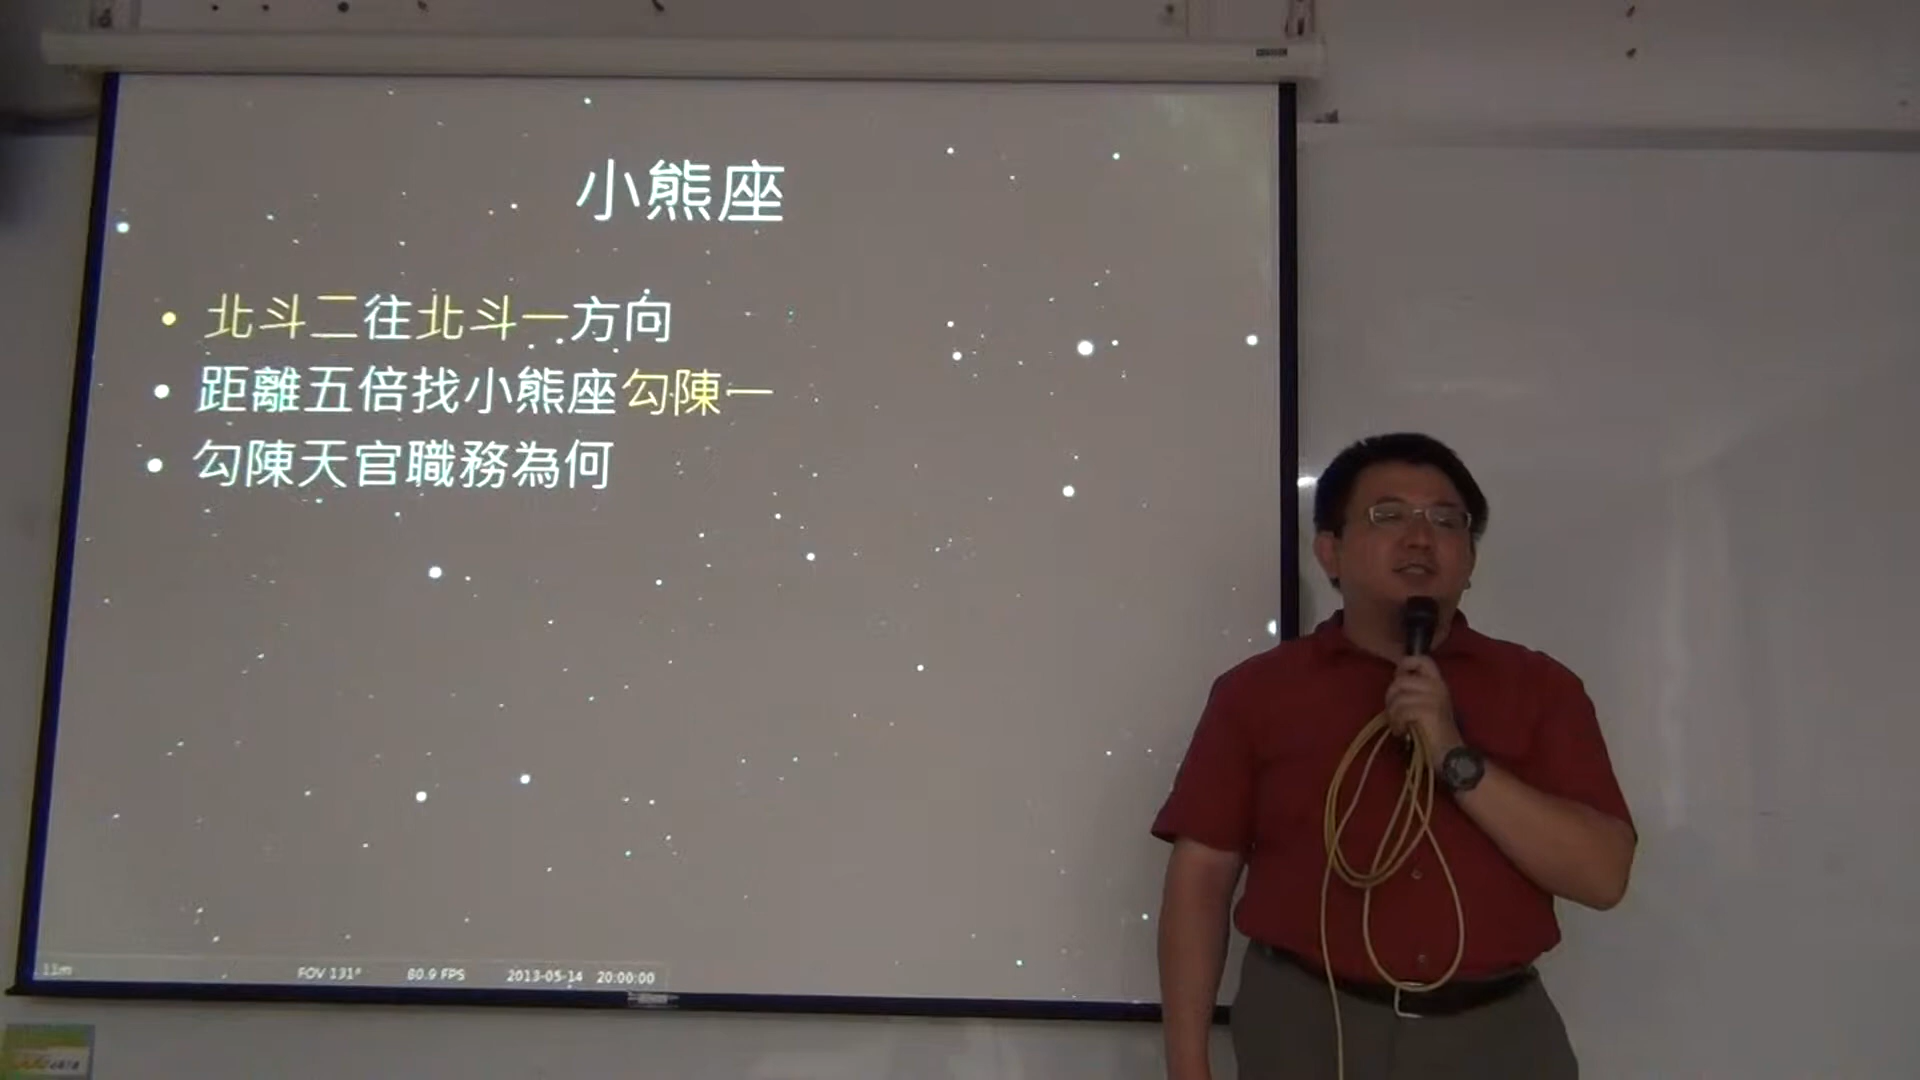 小熊座
• 北斗二往北斗一方向
• 距離五倍找小熊座勾陳一
• 勾陳天官職務為何
11m FOV 131° 60.9 FPS 2013-05-14 20:00:00